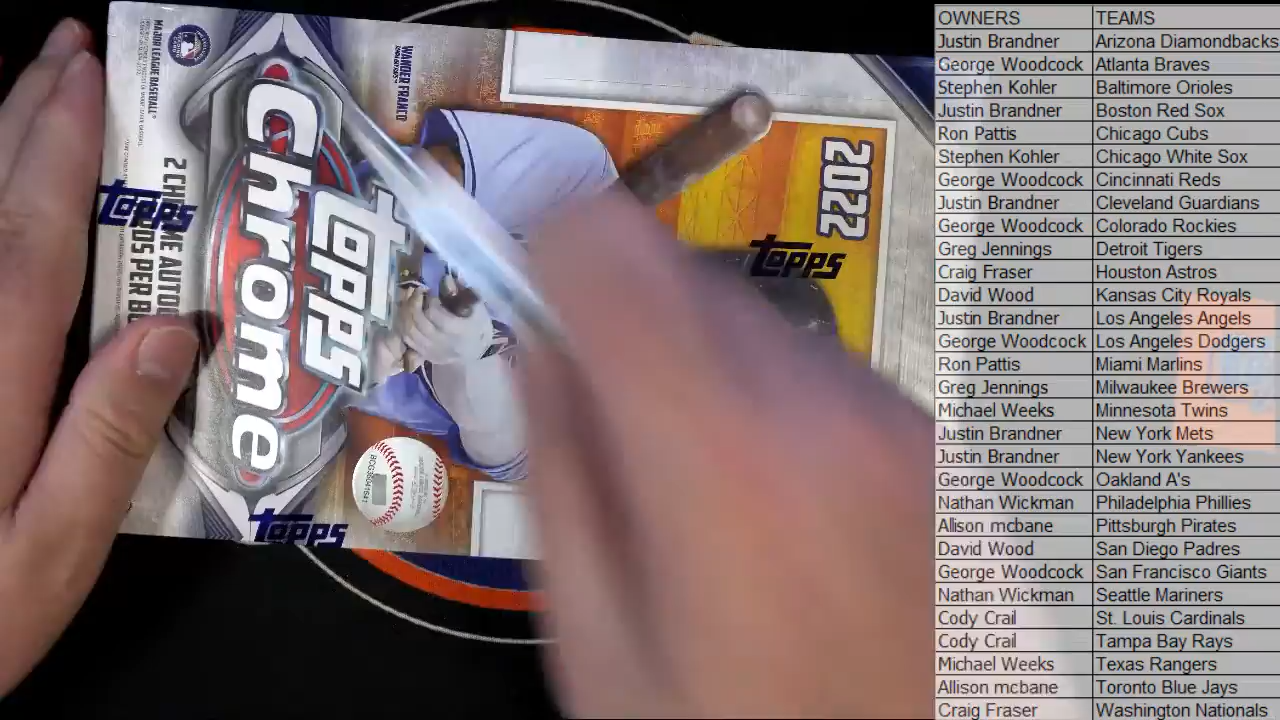 MAJOR LEAGUE BASEBALL
WANDER FRANCO
2022
topps
Chrome
topps
topps
topps
2 CH
PER B
BCG36041541
OWNERS TEAMS
Justin Brandner Arizona Diamondbacks
George Woodcock Atlanta Braves
Stephen Kohler Baltimore Orioles
Justin Brandner Boston Red Sox
Ron Pattis Chicago Cubs
Stephen Kohler Chicago White Sox
George Woodcock Cincinnati Reds
Justin Brandner Cleveland Guardians
George Woodcock Colorado Rockies
Greg Jennings Detroit Tigers
Craig Fraser Houston Astros
David Wood Kansas City Royals
Justin Brandner Los Angeles Angels
George Woodcock Los Angeles Dodgers
Ron Pattis Miami Marlins
Greg Jennings Milwaukee Brewers
Michael Weeks Minnesota Twins
Justin Brandner New York Mets
Justin Brandner New York Yankees
George Woodcock Oakland A's
Nathan Wickman Philadelphia Phillies
Allison mcbane Pittsburgh Pirates
David Wood San Diego Padres
George Woodcock San Francisco Giants
Nathan Wickman Seattle Mariners
Cody Crail St. Louis Cardinals
Cody Crail Tampa Bay Rays
Michael Weeks Texas Rangers
Allison mcbane Toronto Blue Jays
Craig Fraser Washington Nationals